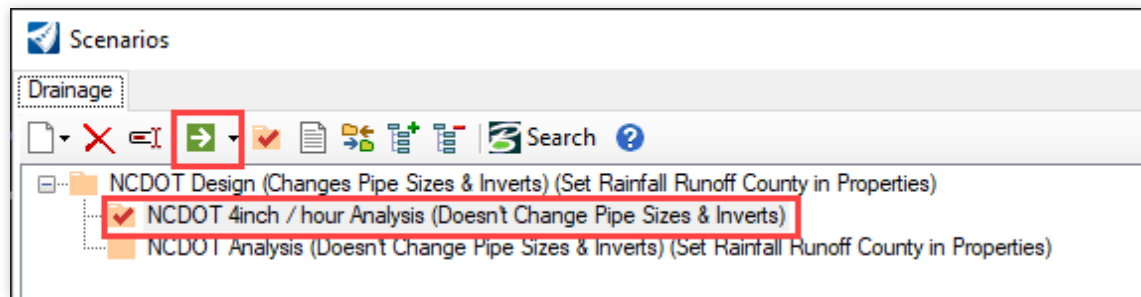 Scenarios
Drainage
Search
NCDOT Design (Changes Pipe Sizes & Inverts) (Set Rainfall Runoff County in Properties)
NCDOT 4inch / hour Analysis (Doesn't Change Pipe Sizes & Inverts)
NCDOT Analysis (Doesn't Change Pipe Sizes & Inverts) (Set Rainfall Runoff County in Properties)